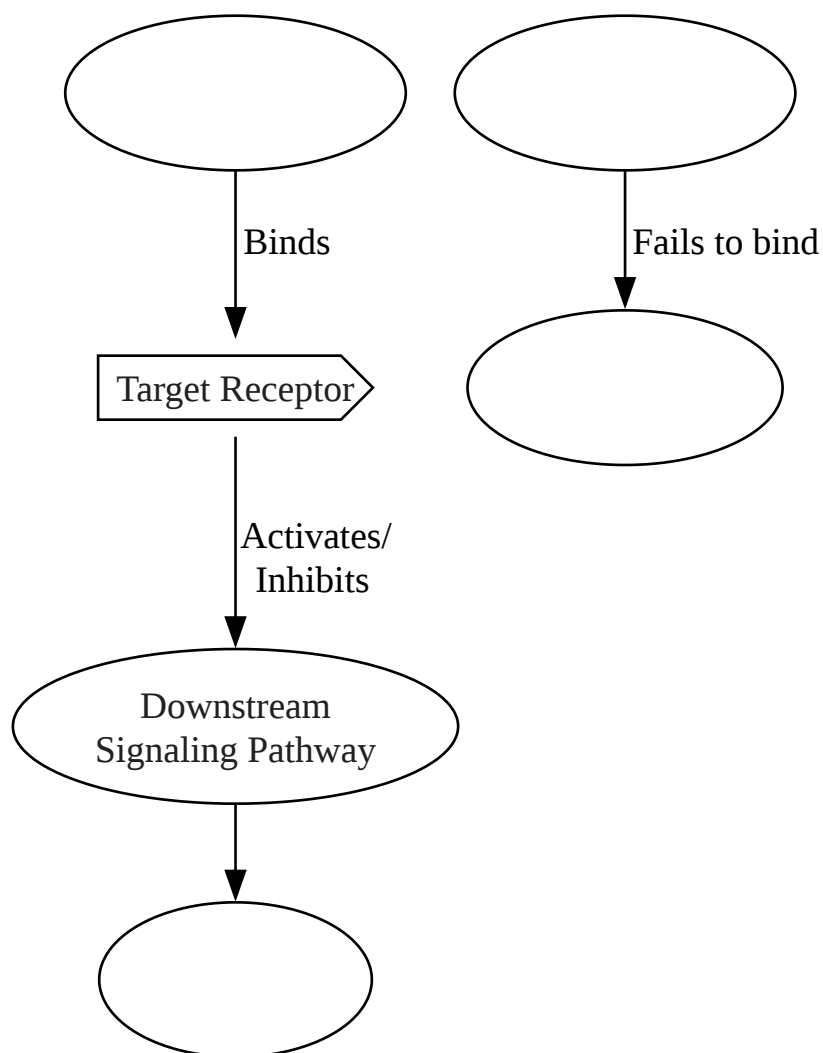 Binds
Fails to bind
Target Receptor
Activates/
Inhibits
Downstream
Signaling Pathway